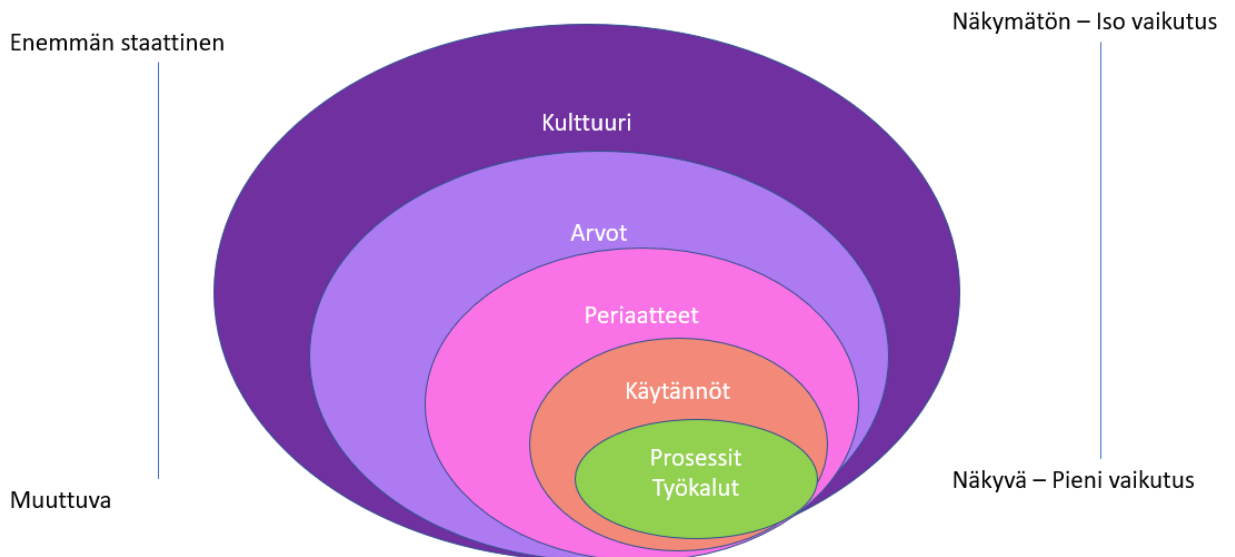 Enemmän staattinen
Näkymätön – Iso vaikutus
Kulttuuri
Arvot
Periaatteet
Käytännöt
Prosessit
Työkalut
Muuttuva
Näkyvä – Pieni vaikutus